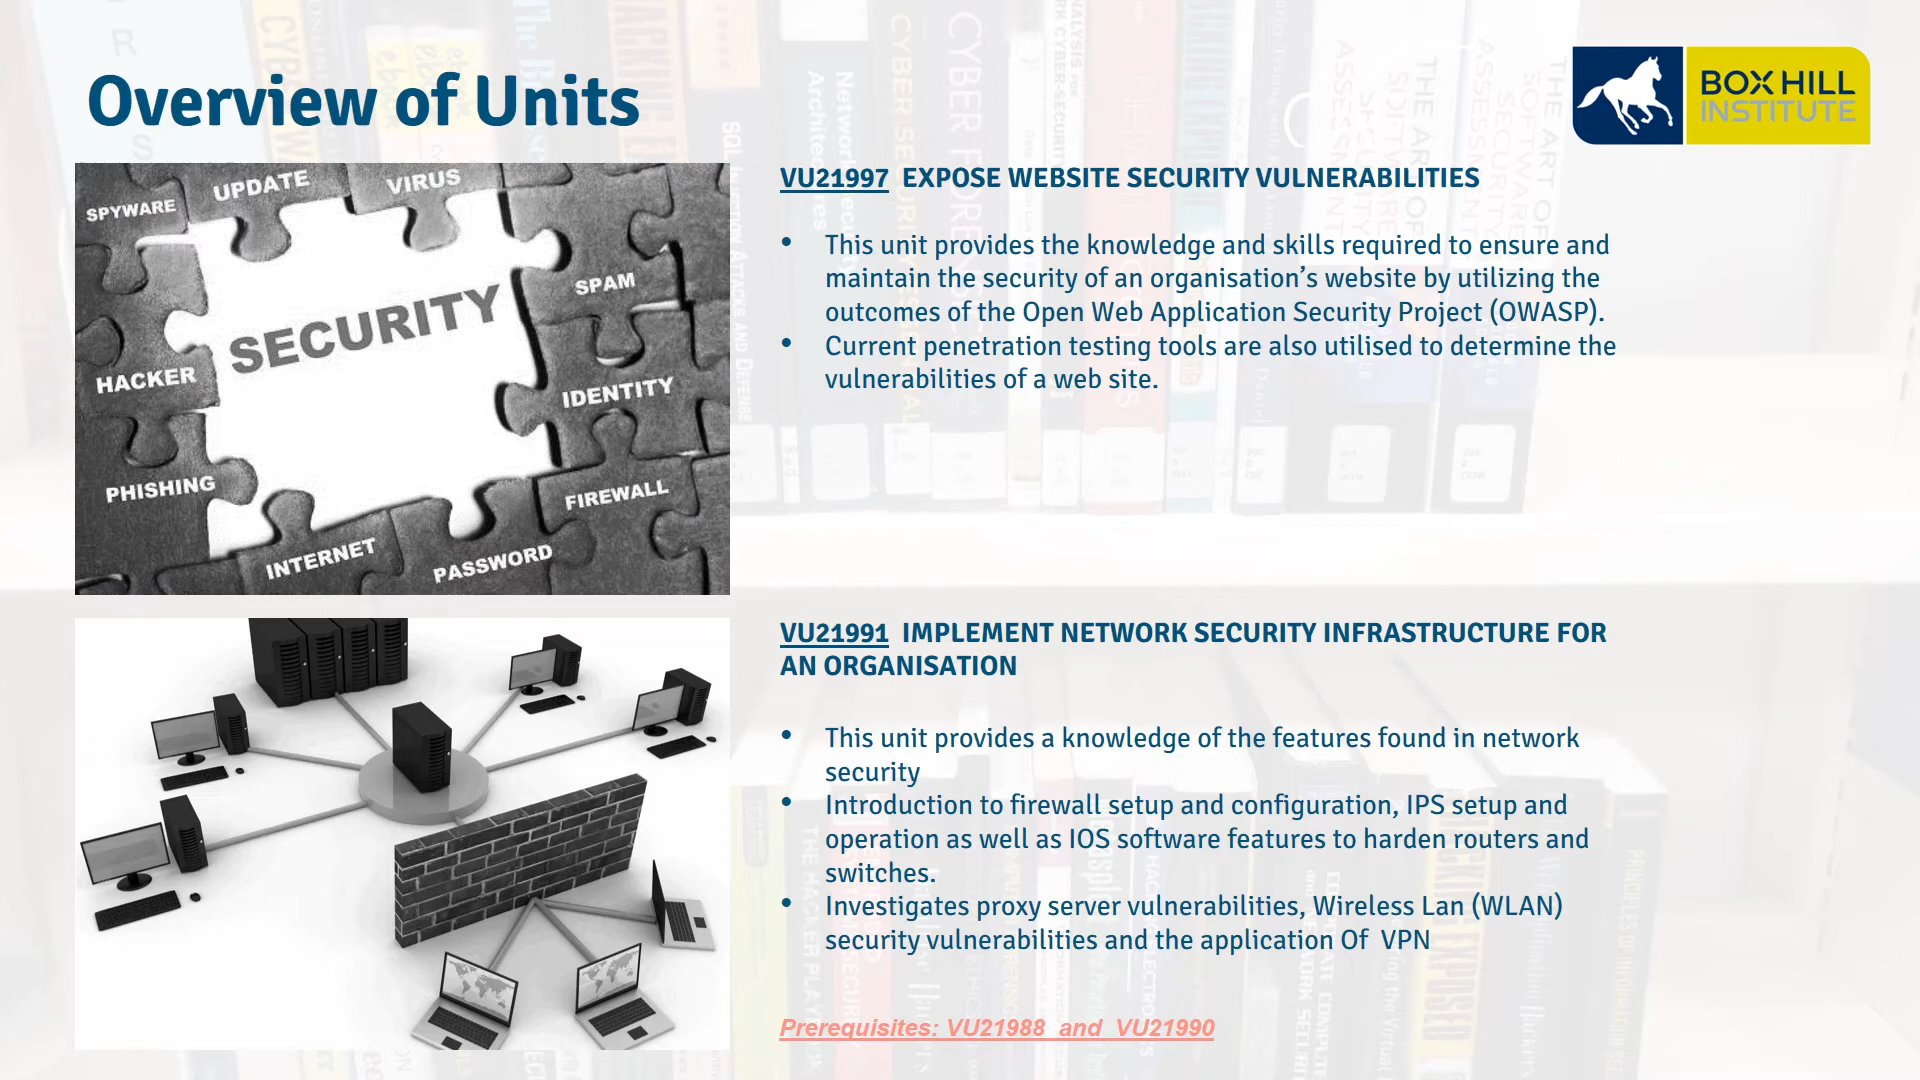 Overview of Units
BOX HILL
INSTITUTE
UPDATE
VIRUS
SPYWARE
SPAM
SECURITY
HACKER
IDENTITY
PHISHING
FIREWALL
INTERNET
PASSWORD
VU21997 EXPOSE WEBSITE SECURITY VULNERABILITIES
• This unit provides the knowledge and skills required to ensure and
maintain the security of an organisation’s website by utilizing the
outcomes of the Open Web Application Security Project (OWASP).
• Current penetration testing tools are also utilised to determine the
vulnerabilities of a web site.
VU21991 IMPLEMENT NETWORK SECURITY INFRASTRUCTURE FOR
AN ORGANISATION
• This unit provides a knowledge of the features found in network
security
• Introduction to firewall setup and configuration, IPS setup and
operation as well as IOS software features to harden routers and
switches.
• Investigates proxy server vulnerabilities, Wireless Lan (WLAN)
security vulnerabilities and the application Of VPN
Prerequisites: VU21988 and VU21990